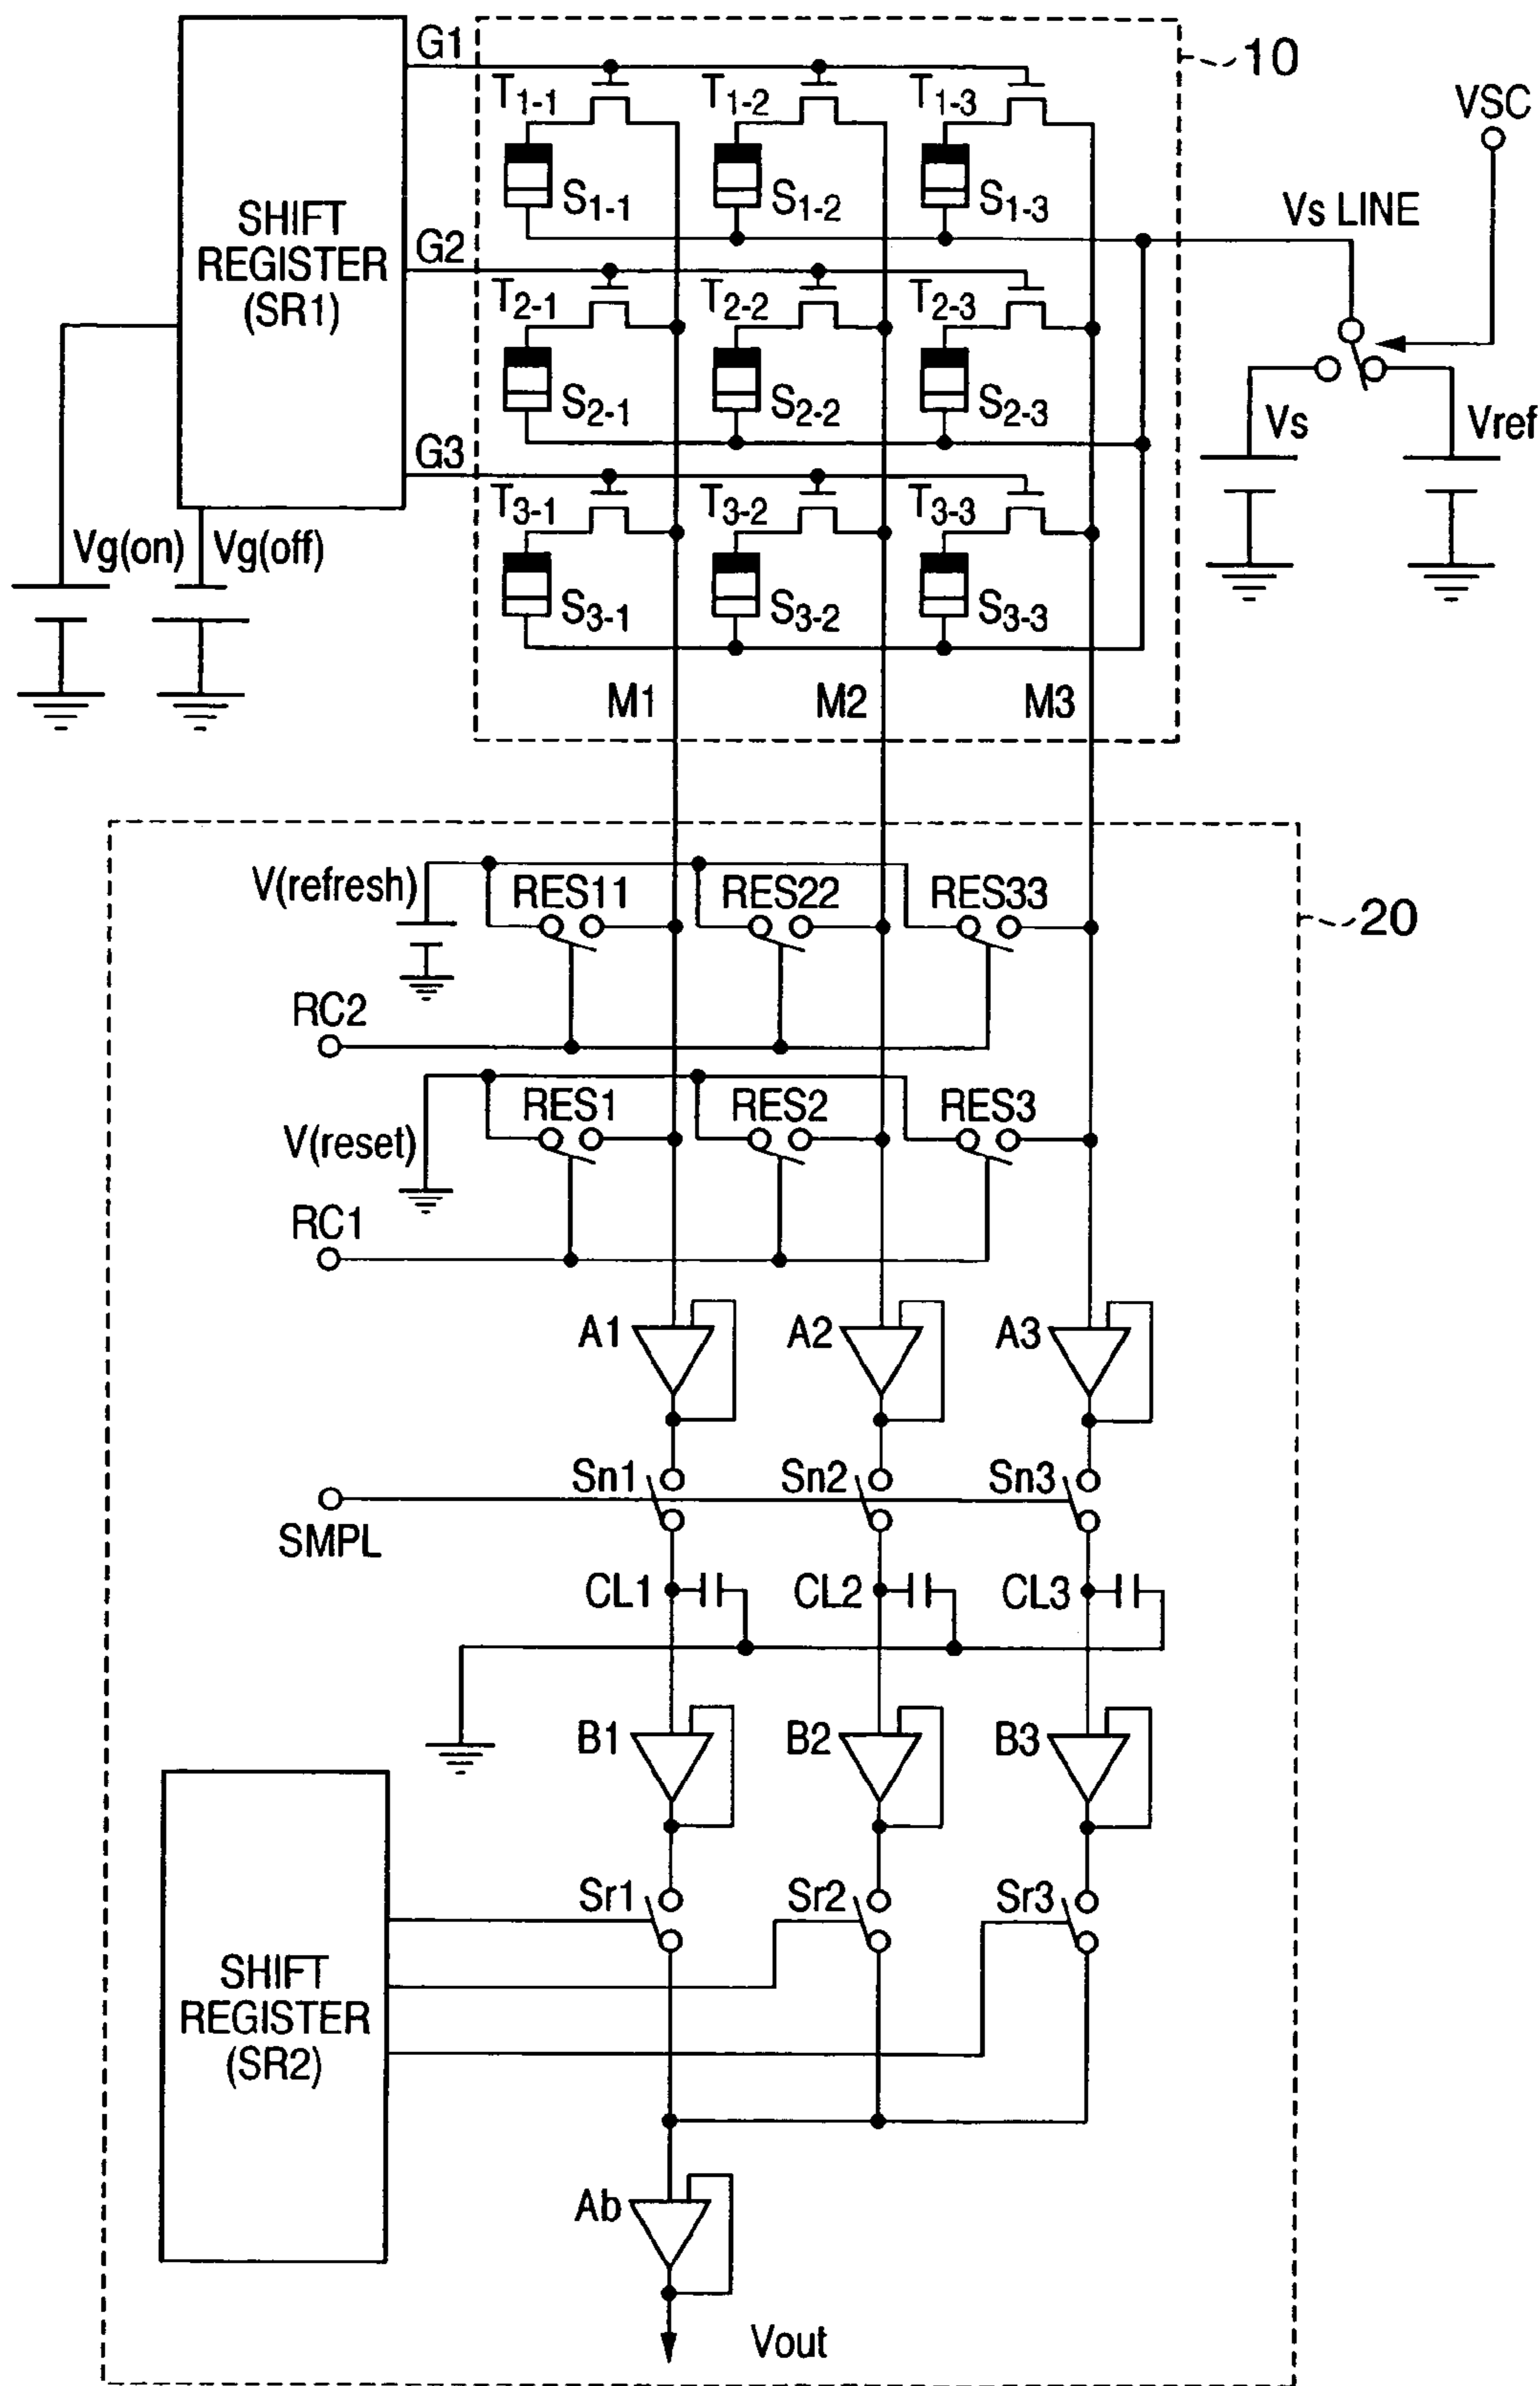 G1
10
T1-1
T1-2
T1-3
VSC
S1-1
S1-2
S1-3
Vs LINE
SHIFT
REGISTER
(SR1)
G2
T2-1
T2-2
T2-3
S2-1
S2-2
S2-3
Vs
Vref
G3
T3-1
T3-2
T3-3
Vg(on)
Vg(off)
S3-1
S3-2
S3-3
M1
M2
M3
V(refresh)
RES11
RES22
RES33
20
RC2
RES1
RES2
RES3
V(reset)
RC1
A1
A2
A3
Sn1
Sn2
Sn3
SMPL
CL1
CL2
CL3
B1
B2
B3
Sr1
Sr2
Sr3
SHIFT
REGISTER
(SR2)
Ab
Vout